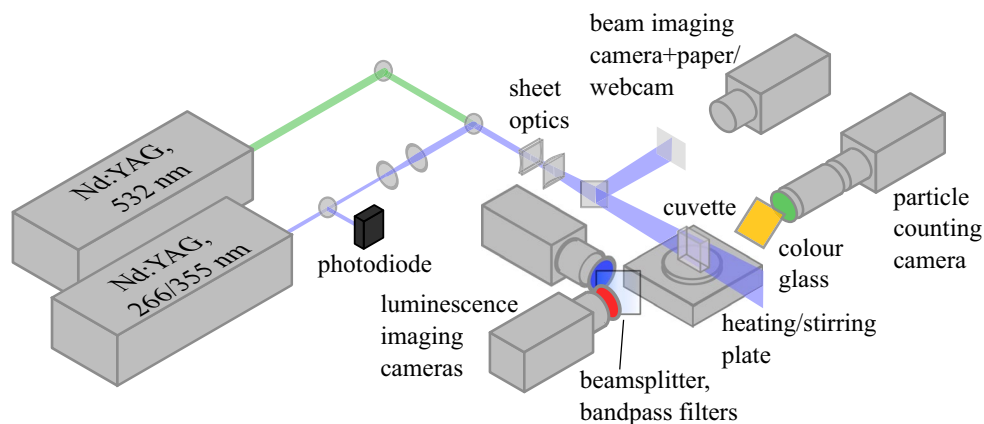 beam imaging
camera+paper/
webcam
sheet
optics
Nd:YAG,
532 nm
Nd:YAG,
266/355 nm
photodiode
cuvette
colour
glass
particle
counting
camera
luminescence
imaging
cameras
heating/stirring
plate
beamsplitter,
bandpass filters